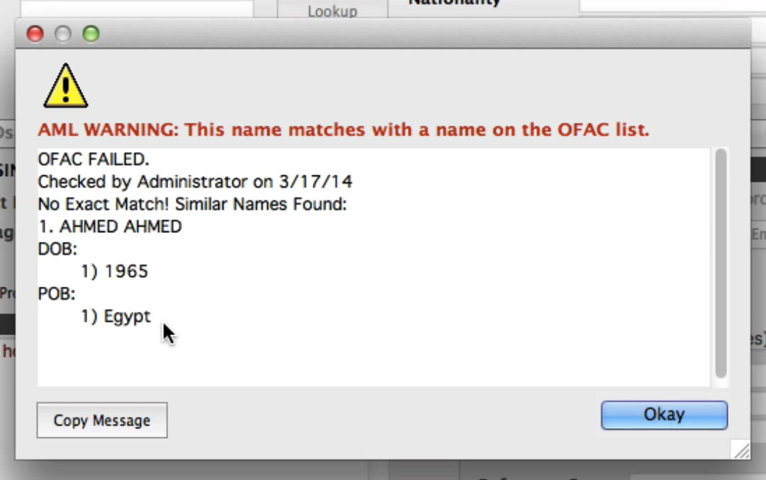 Nationality
Lookup
AML WARNING: This name matches with a name on the OFAC list.
OFAC FAILED.
Checked by Administrator on 3/17/14
No Exact Match! Similar Names Found:
1. AHMED AHMED
DOB:
1) 1965
POB:
1) Egypt
Copy Message
Okay